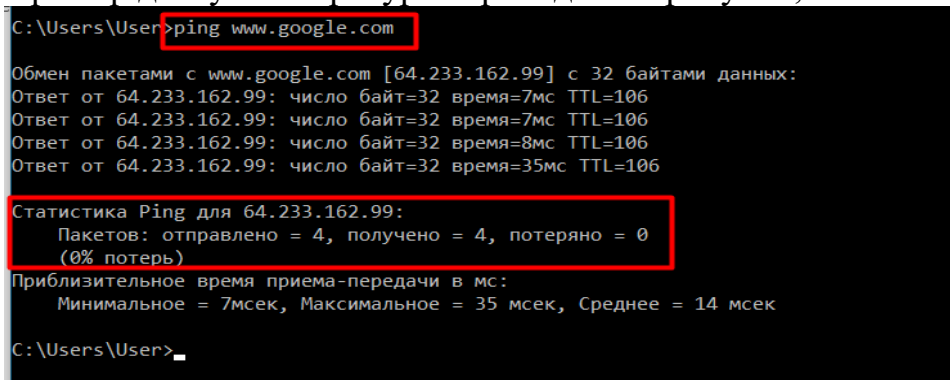 C:\Users\User>ping www.google.com
Обмен пакетами с www.google.com [64.233.162.99] с 32 байтами данных:
Ответ от 64.233.162.99: число байт=32 время=7мс TTL=106
Ответ от 64.233.162.99: число байт=32 время=7мс TTL=106
Ответ от 64.233.162.99: число байт=32 время=8мс TTL=106
Ответ от 64.233.162.99: число байт=32 время=35мс TTL=106
Статистика Ping для 64.233.162.99:
Пакетов: отправлено = 4, получено = 4, потеряно = 0
(0% потерь)
Приблизительное время приема-передачи в мс:
Минимальное = 7мсек, Максимальное = 35 мсек, Среднее = 14 мсек
C:\Users\User>